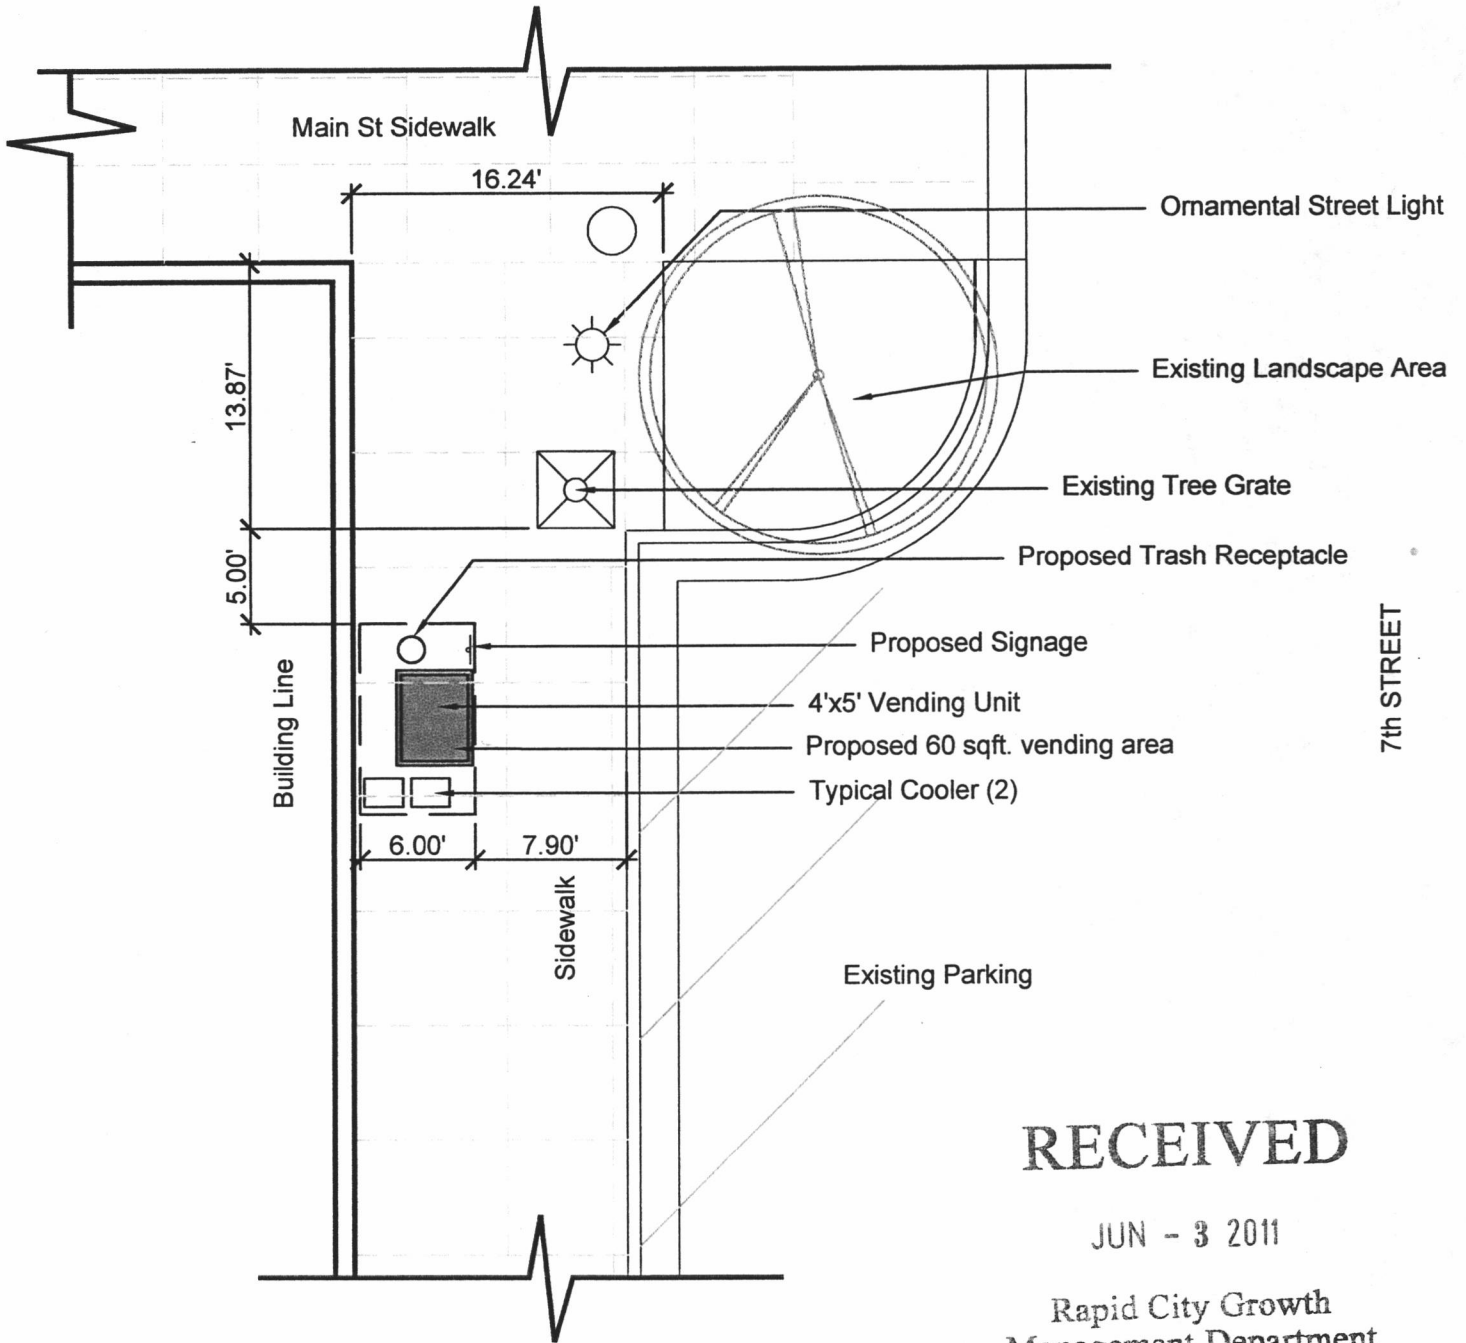 Main St Sidewalk
16.24'
Ornamental Street Light
13.87'
Existing Landscape Area
Existing Tree Grate
5.00'
Proposed Trash Receptacle
Proposed Signage
7th STREET
Building Line
4'x5' Vending Unit
Proposed 60 sqft. vending area
Typical Cooler (2)
6.00'
7.90'
Sidewalk
Existing Parking
RECEIVED
JUN - 3 2011
Rapid City Growth
Management Department